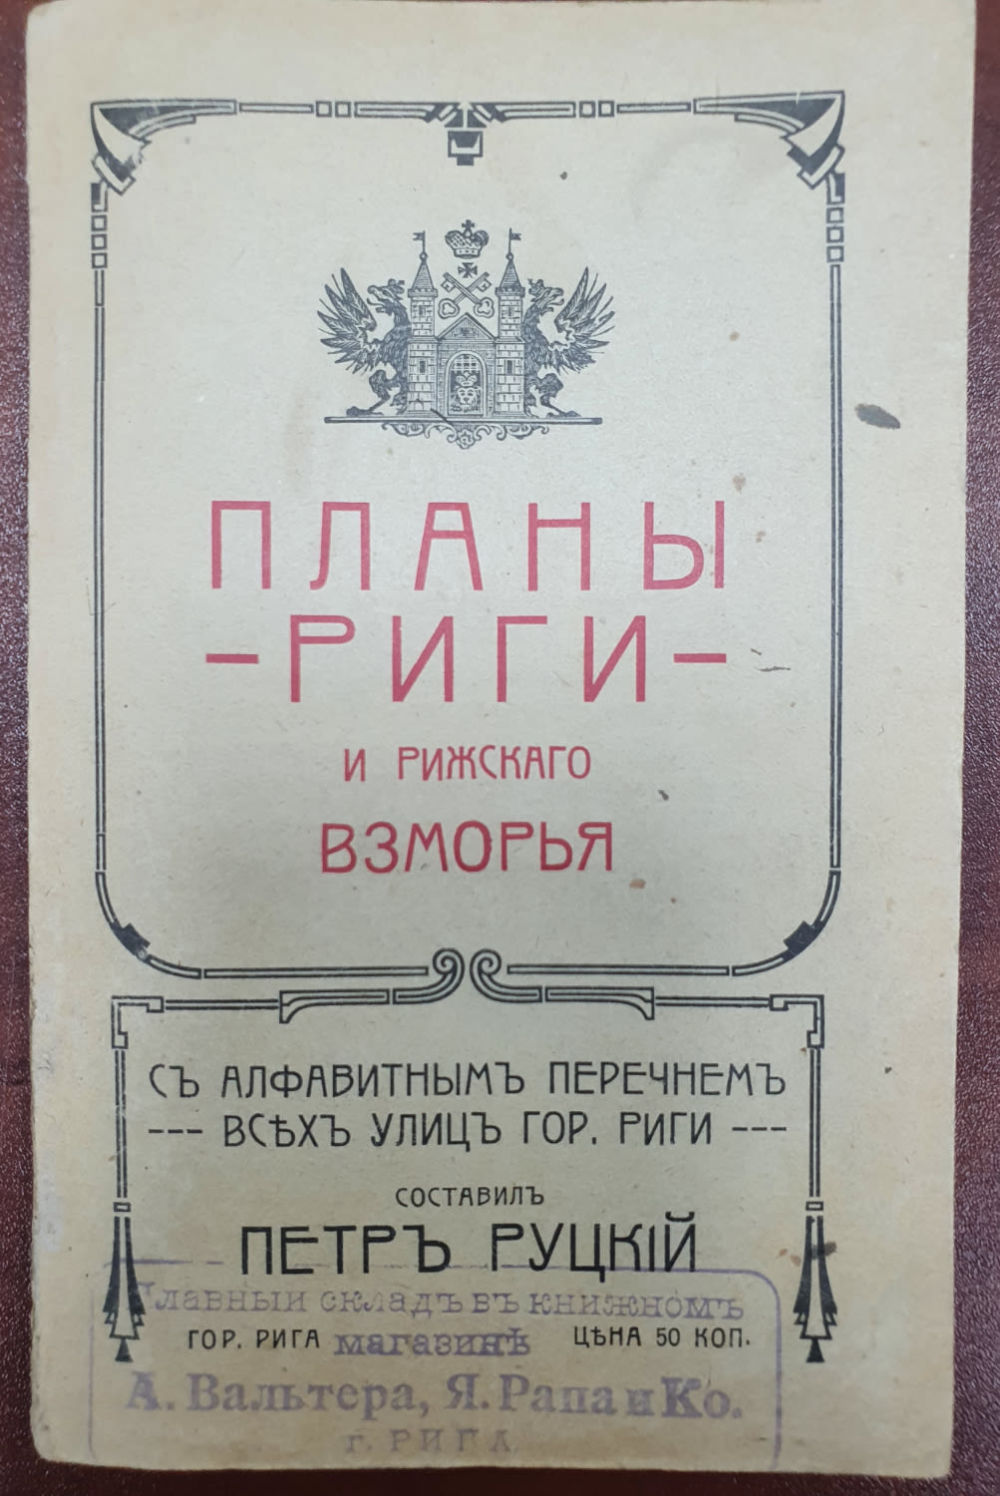 ПЛАНЫ
-РИГИ-
И РИЖСКАГО
ВЗМОРЬЯ
СЪ АЛФАВИТНЫМЪ ПЕРЕЧНЕМЪ
--- ВСѢХЪ УЛИЦЪ ГОР. РИГИ ---
СОСТАВИЛЪ
ПЕТРЪ РУЦКІЙ
Главный складъ въ книжномъ
ГОР. РИГА магазинѣ ЦѢНА 50 КОП.
А. Вальтера, Я. Рапа и Ко.
г. РИГА